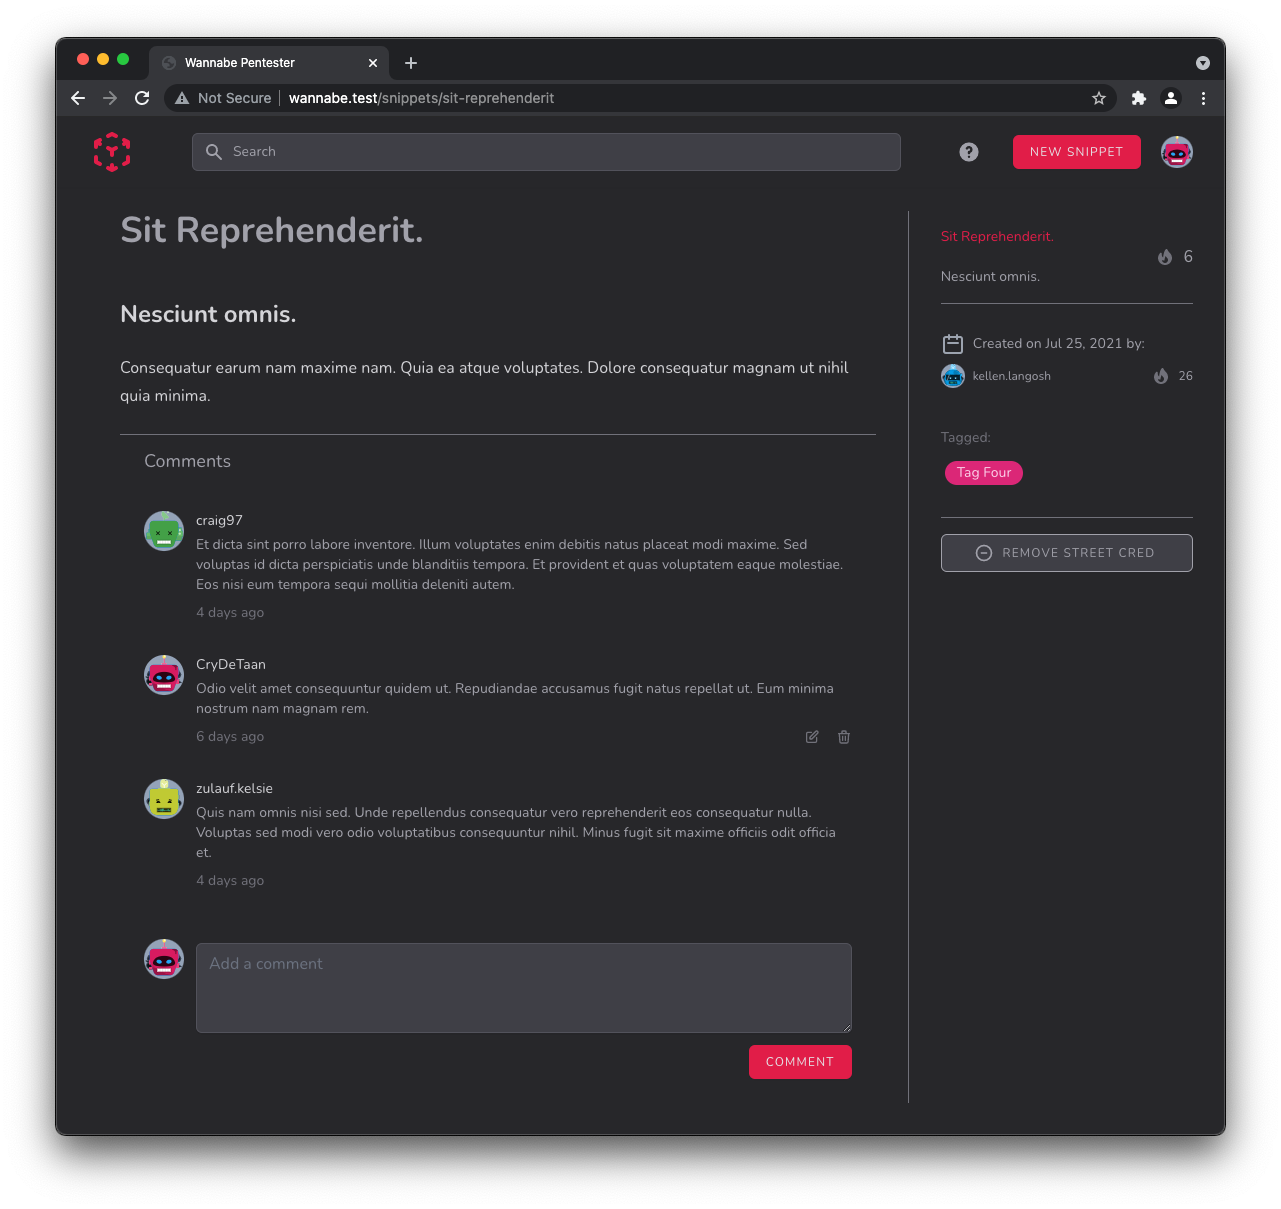 Wannabe Pentester
Not Secure
wannabe.test/snippets/sit-reprehenderit
Search
NEW SNIPPET
Sit Reprehenderit.
Nesciunt omnis.
Consequatur earum nam maxime nam. Quia ea atque voluptates. Dolore consequatur magnam ut nihil
quia minima.
Comments
craig97
Et dicta sint porro labore inventore. Illum voluptates enim debitis natus placeat modi maxime. Sed
voluptas id dicta perspiciatis unde blanditiis tempora. Et provident et quas voluptatem eaque molestiae.
Eos nisi eum tempora sequi mollitia deleniti autem.
4 days ago
CryDeTaan
Odio velit amet consequuntur quidem ut. Repudiandae accusamus fugit natus repellat ut. Eum minima
nostrum nam magnam rem.
6 days ago
zulauf.kelsie
Quis nam omnis nisi sed. Unde repellendus consequatur vero reprehenderit eos consequatur nulla.
Voluptas sed modi vero odio voluptatibus consequuntur nihil. Minus fugit sit maxime officiis odit officia
et.
4 days ago
Add a comment
COMMENT
Sit Reprehenderit.
6
Nesciunt omnis.
Created on Jul 25, 2021 by:
kellen.langosh
26
Tagged:
Tag Four
REMOVE STREET CRED